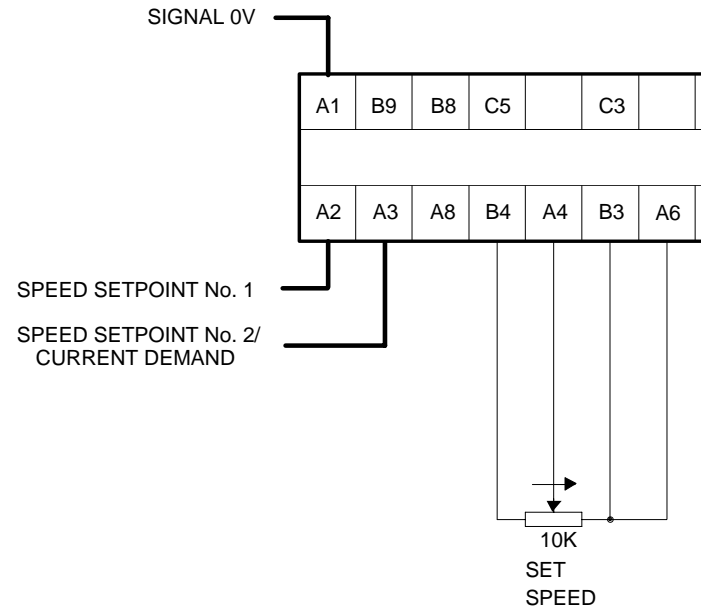 SIGNAL 0V
A1 B9 B8 C5 C3
A2 A3 A8 B4 A4 B3 A6
SPEED SETPOINT No. 1
SPEED SETPOINT No. 2/
CURRENT DEMAND
10K
SET
SPEED